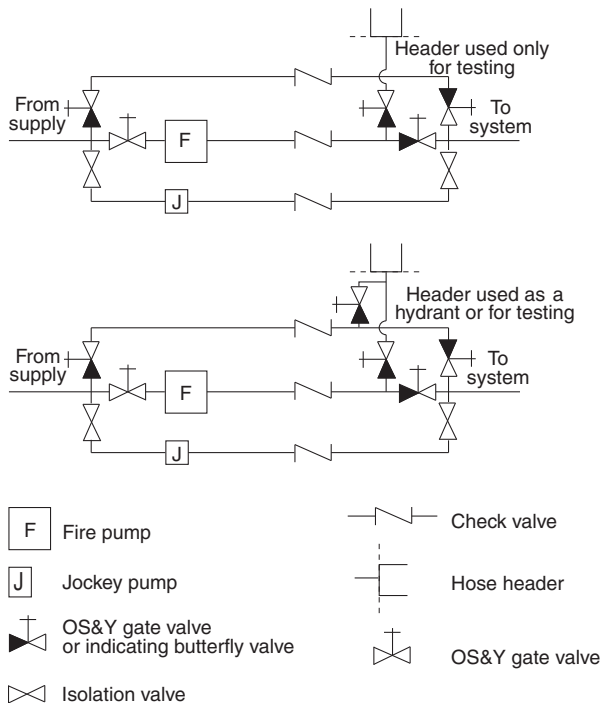 Header used only
for testing
From
supply
To
system
F
J
Header used as a
hydrant or for testing
From
supply
To
system
F
J
F Fire pump
Check valve
J Jockey pump
Hose header
OS&Y gate valve
or indicating butterfly valve
OS&Y gate valve
Isolation valve